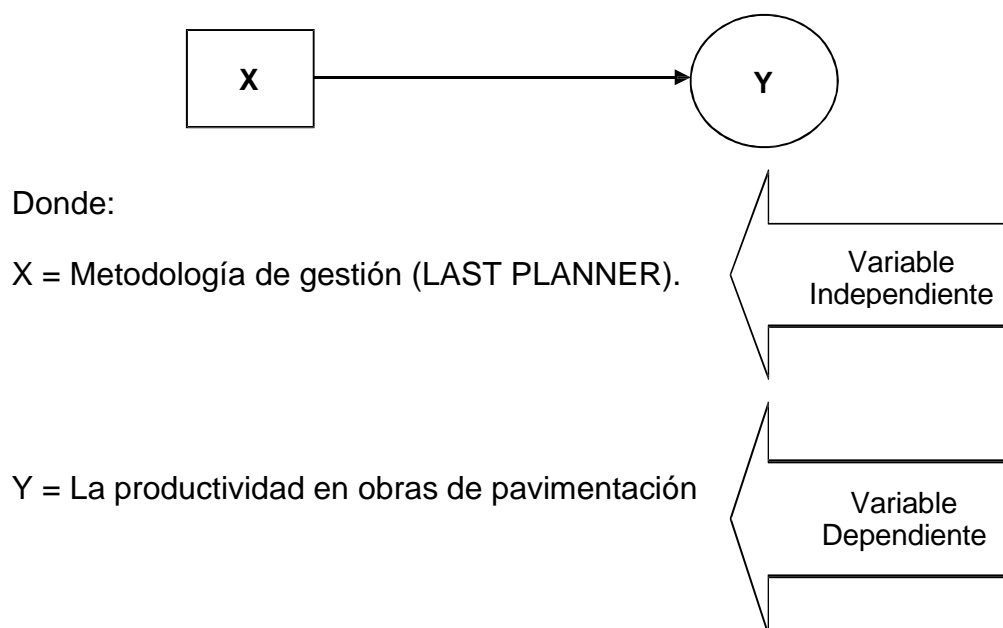 X
Y
Donde:
X = Metodología de gestión (LAST PLANNER).
Variable
Independiente
Y = La productividad en obras de pavimentación
Variable
Dependiente